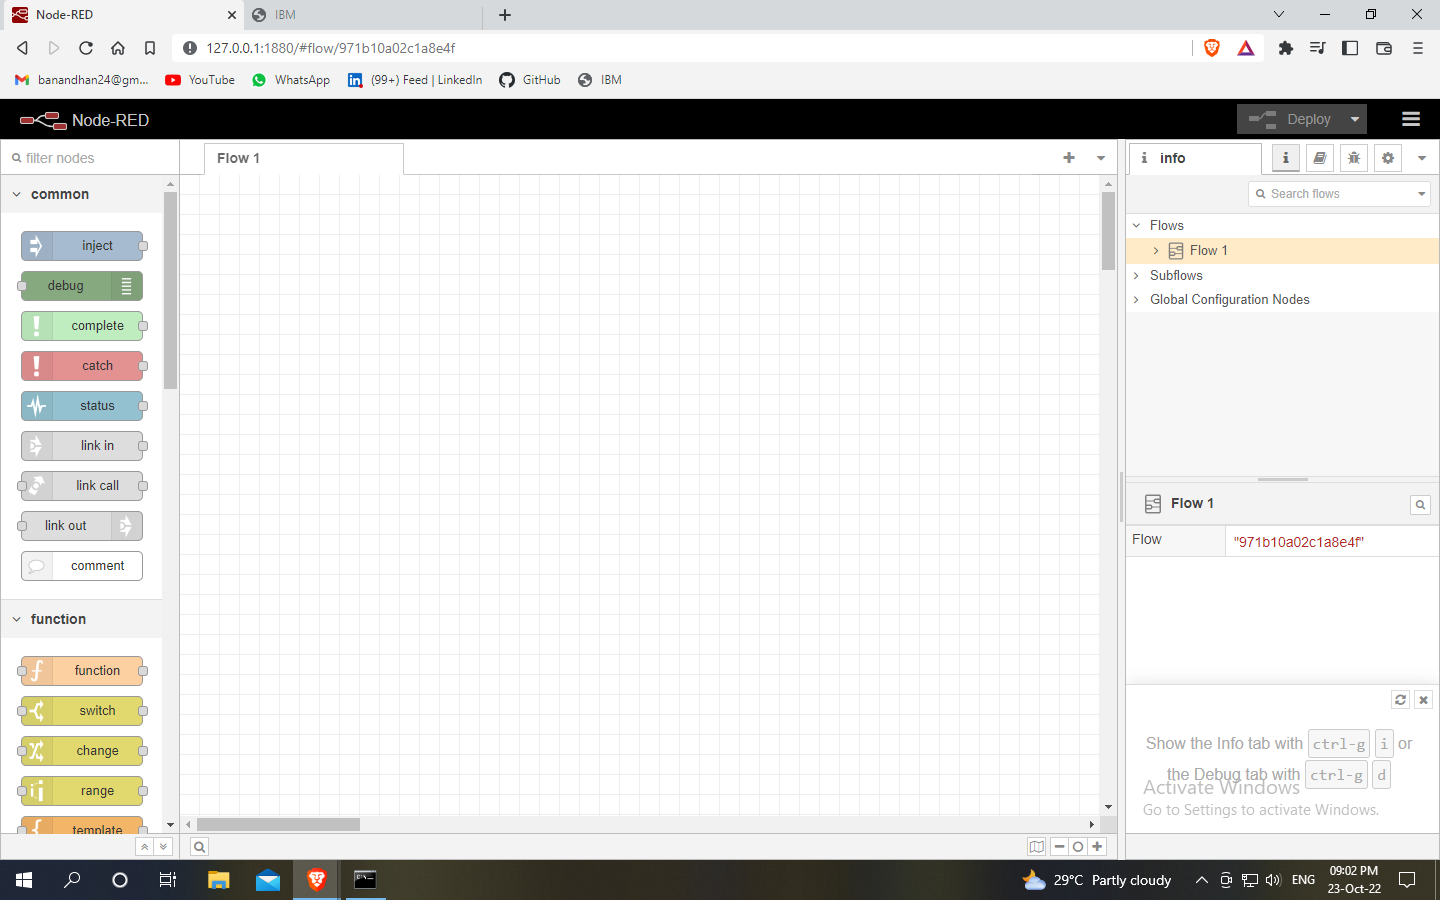 Node-RED
IBM
127.0.0.1:1880/#flow/971b10a02c1a8e4f
banandhan24@gm...
YouTube
WhatsApp
(99+) Feed | LinkedIn
GitHub
IBM
Node-RED
Deploy
filter nodes
Flow 1
info
common
Search flows
inject
debug
complete
catch
status
link in
link call
link out
comment
function
function
switch
change
range
template
Flows
Flow 1
Subflows
Global Configuration Nodes
Flow 1
Flow
"971b10a02c1a8e4f"
Show the Info tab with ctrl-g i or
the Debug tab with ctrl-g d
Activate Windows
Go to Settings to activate Windows.
29°C Partly cloudy
ENG
09:02 PM
23-Oct-22